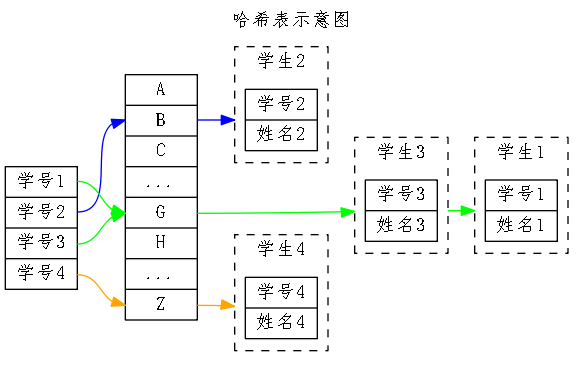 哈希表示意图
学号1
学号2
学号3
学号4
A
B
C
...
G
H
...
Z
学生2
学号2
姓名2
学生3
学号3
姓名3
学生1
学号1
姓名1
学生4
学号4
姓名4